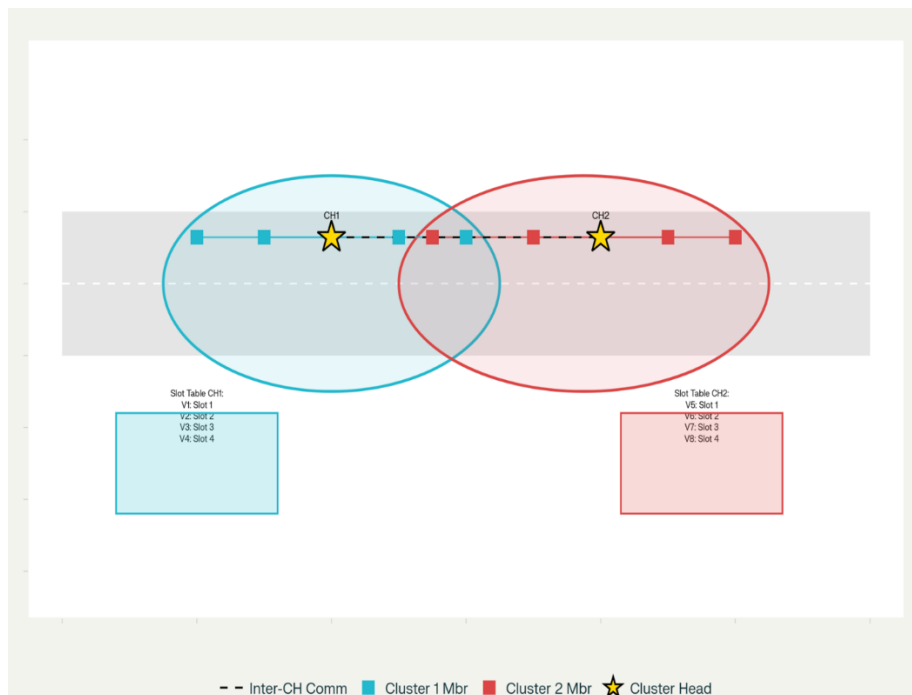 CH1
CH2
Slot Table CH1:
V1: Slot 1
V2: Slot 2
V3: Slot 3
V4: Slot 4
Slot Table CH2:
V5: Slot 1
V6: Slot 2
V7: Slot 3
V8: Slot 4
Inter-CH Comm
Cluster 1 Mbr
Cluster 2 Mbr
Cluster Head